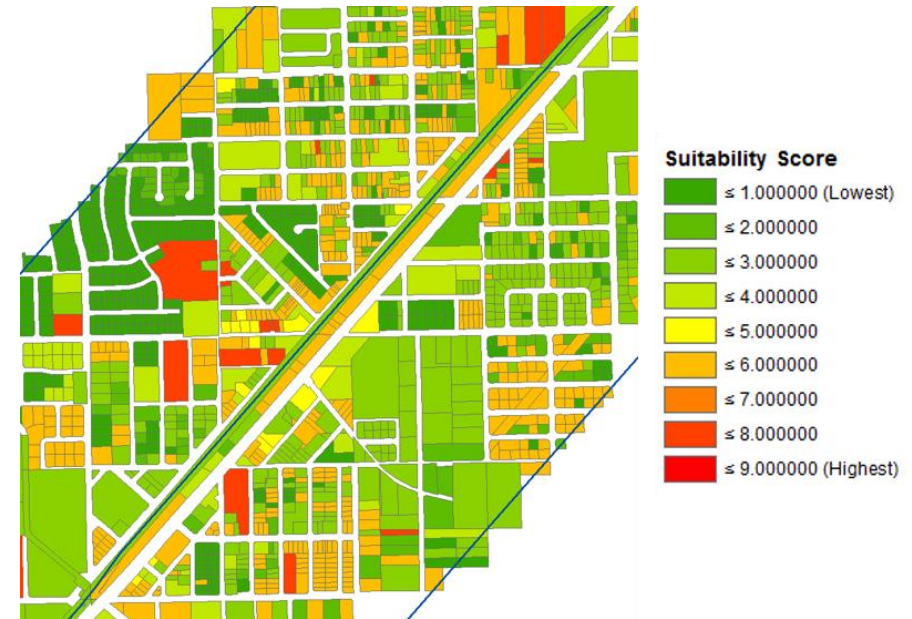 Suitability Score
≤ 1.000000 (Lowest)
≤ 2.000000
≤ 3.000000
≤ 4.000000
≤ 5.000000
≤ 6.000000
≤ 7.000000
≤ 8.000000
≤ 9.000000 (Highest)